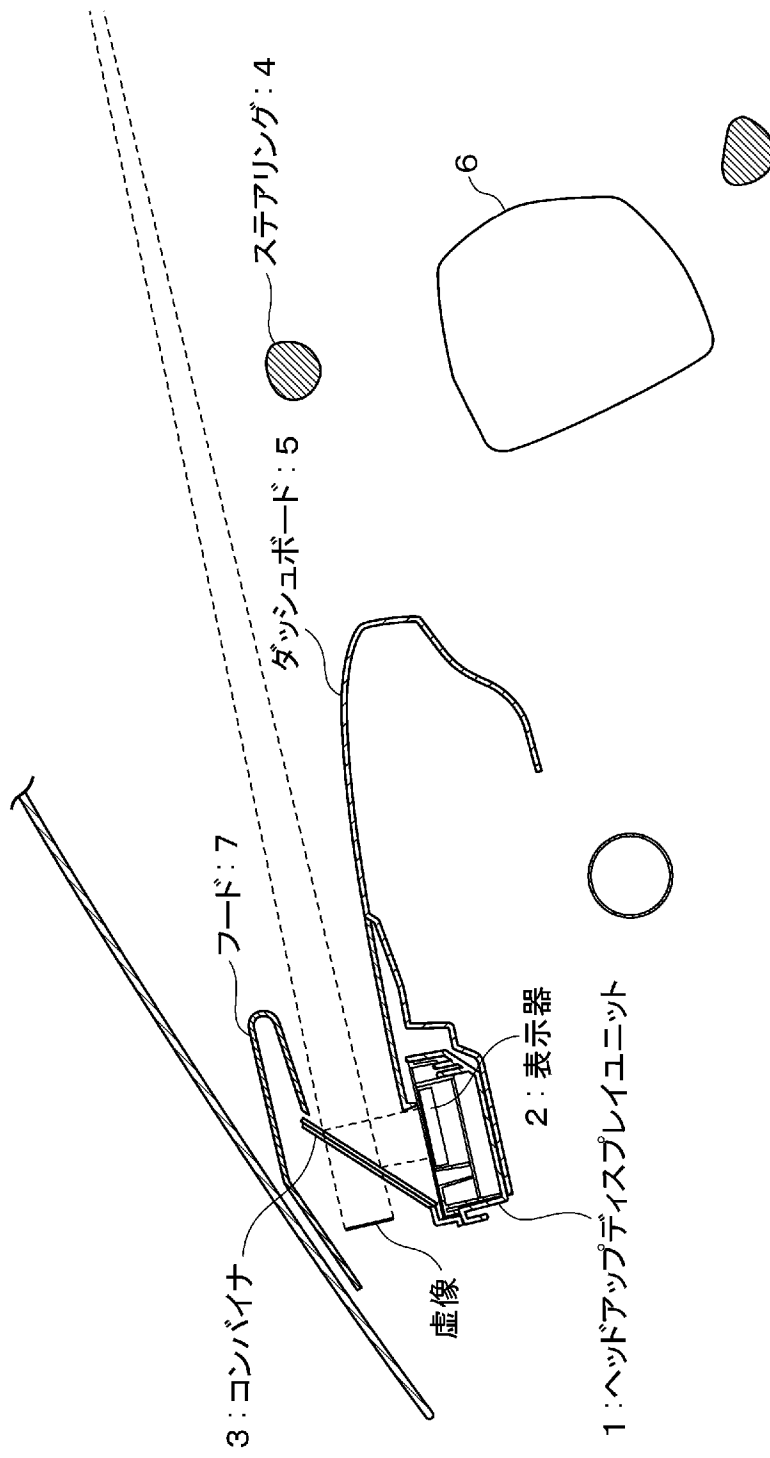 3：コンバイナ
フード：7
ダッシュボード：5
ステアリング：4
6
虚像
2：表示器
1：ヘッドアップディスプレイユニット